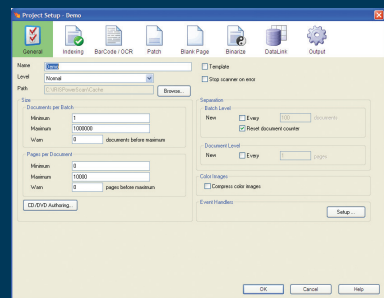 Project Setup - Demo
General
Indexing
BarCode / OCR
Patch
Blank Page
Binarize
DataLink
Output
Name
Demo
Template
Level
Normal
Stop scanner on error
Path
C:\IRIS\PowerScan\Cache
Browse...
Size
Documents per Batch
Minimum
1
Maximum
1000000
Warn
0
documents before maximum
Pages per Document
Minimum
0
Maximum
10000
Warn
0
pages before maximum
CD/DVD Authoring...
Separation
Batch Level
New
Every
100
documents
Reset document counter
Document Level
New
Every
1
pages
Color Images
Compress color images
Event Handlers
Setup ...
OK
Cancel
Help